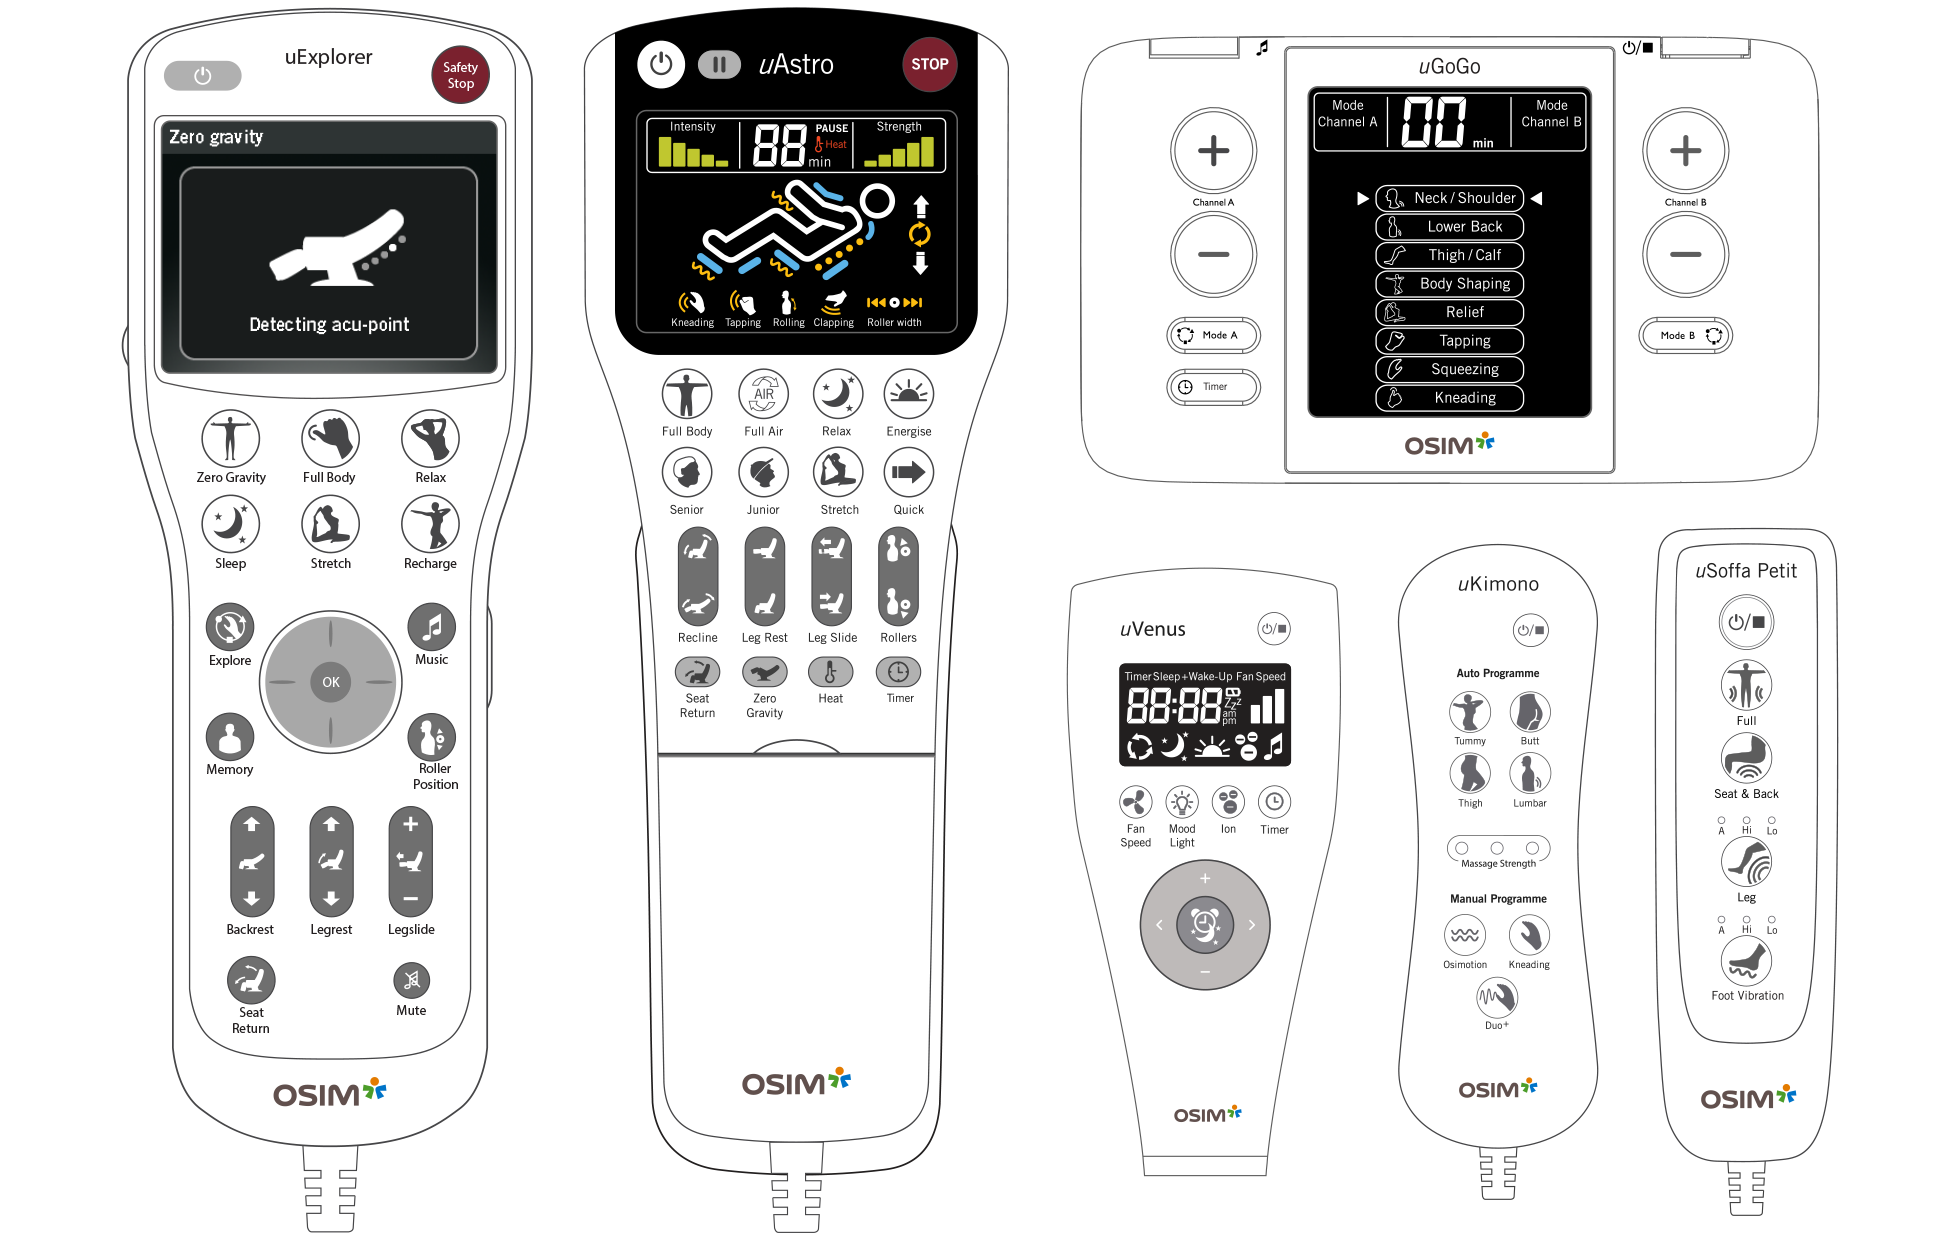 uExplorer
Safety
Stop
Zero gravity
Detecting acu-point
Zero Gravity
Full Body
Relax
Sleep
Stretch
Recharge
Explore
Music
OK
Memory
Roller
Position
Backrest
Legrest
Legslide
Seat
Return
Mute
OSIM
uAstro
STOP
Intensity
88
min
PAUSE
Heat
Strength
Kneading
Tapping
Rolling
Clapping
Roller width
Full Body
AIR
Full Air
Relax
Energise
Senior
Junior
Stretch
Quick
Recline
Leg Rest
Leg Slide
Rollers
Seat
Return
Zero
Gravity
Heat
Timer
OSIM
uGoGo
Mode
Channel A
00 min
Mode
Channel B
Channel A
Channel B
Neck / Shoulder
Lower Back
Thigh / Calf
Body Shaping
Relief
Tapping
Squeezing
Kneading
Mode A
Mode B
Timer
OSIM
uVenus
Timer Sleep + Wake-Up Fan Speed
88:88
ZZZ
am
pm
Fan
Speed
Mood
Light
Ion
Timer
OSIM
uKimono
Auto Programme
Tummy
Butt
Thigh
Lumbar
Massage Strength
Manual Programme
Osimotion
Kneading
Duo+
OSIM
uSoffa Petit
Full
Seat & Back
A Hi Lo
Leg
A Hi Lo
Foot Vibration
OSIM